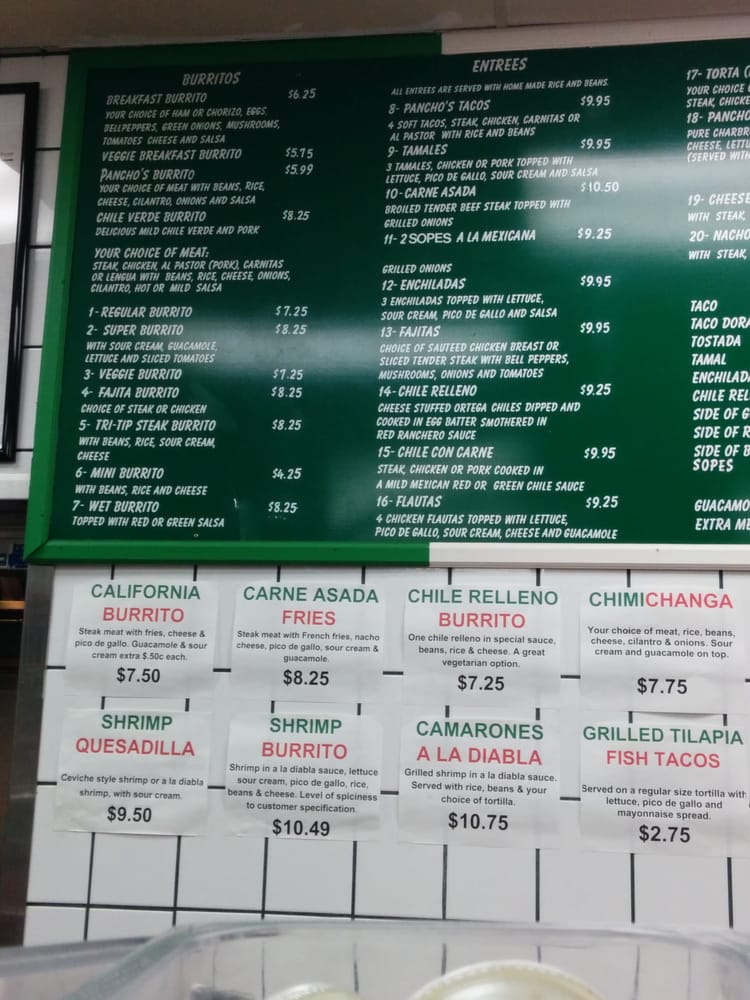 BURRITOS
BREAKFAST BURRITO $6.25
YOUR CHOICE OF HAM OR CHORIZO, EGGS,
BELLPEPPERS, GREEN ONIONS, MUSHROOMS,
TOMATOES CHEESE AND SALSA
VEGGIE BREAKFAST BURRITO $5.75
PANCHO'S BURRITO $5.99
YOUR CHOICE OF MEAT WITH BEANS, RICE,
CHEESE, CILANTRO, ONIONS AND SALSA
CHILE VERDE BURRITO $8.25
DELICIOUS MILD CHILE VERDE AND PORK
YOUR CHOICE OF MEAT:
STEAK, CHICKEN, AL PASTOR (PORK), CARNITAS
OR LENGUA WITH BEANS, RICE, CHEESE, ONIONS,
CILANTRO, HOT OR MILD SALSA
1- REGULAR BURRITO $7.25
2- SUPER BURRITO $8.25
WITH SOUR CREAM, GUACAMOLE,
LETTUCE AND SLICED TOMATOES
3- VEGGIE BURRITO $7.25
4- FAJITA BURRITO $8.25
CHOICE OF STEAK OR CHICKEN
5- TRI-TIP STEAK BURRITO $8.25
WITH BEANS, RICE, SOUR CREAM,
CHEESE
6- MINI BURRITO $4.25
WITH BEANS, RICE AND CHEESE
7- WET BURRITO $8.25
TOPPED WITH RED OR GREEN SALSA
ENTREES
ALL ENTREES ARE SERVED WITH HOME MADE RICE AND BEANS.
8- PANCHO'S TACOS $9.95
4 SOFT TACOS, STEAK, CHICKEN, CARNITAS OR
AL PASTOR WITH RICE AND BEANS
9- TAMALES $9.95
3 TAMALES, CHICKEN OR PORK TOPPED WITH
LETTUCE, PICO DE GALLO, SOUR CREAM AND SALSA
10- CARNE ASADA $10.50
BROILED TENDER BEEF STEAK TOPPED WITH
GRILLED ONIONS
11- 2 SOPES A LA MEXICANA $9.25
GRILLED ONIONS
12- ENCHILADAS $9.95
3 ENCHILADAS TOPPED WITH LETTUCE,
SOUR CREAM, PICO DE GALLO AND SALSA
13- FAJITAS $9.95
CHOICE OF SAUTEED CHICKEN BREAST OR
SLICED TENDER STEAK WITH BELL PEPPERS,
MUSHROOMS, ONIONS AND TOMATOES
14- CHILE RELLENO $9.25
CHEESE STUFFED ORTEGA CHILES DIPPED AND
COOKED IN EGG BATTER SMOTHERED IN
RED RANCHERO SAUCE
15- CHILE CON CARNE $9.95
STEAK, CHICKEN OR PORK COOKED IN
A MILD MEXICAN RED OR GREEN CHILE SAUCE
16- FLAUTAS $9.25
4 CHICKEN FLAUTAS TOPPED WITH LETTUCE,
PICO DE GALLO, SOUR CREAM, CHEESE AND GUACAMOLE
17- TORTA
YOUR CHOICE
STEAK,
18- PANCHO
PURE
CHEESE,
(SERVED WITH
19- CHEESE
WITH STEAK,
20- NACHO
WITH STEAK,
TACO
TACO
TOSTADA
TAMAL
CHILE
SIDE OF
SIDE OF
SIDE OF
SOPES
EXTRA
CALIFORNIA
BURRITO
Steak meat with fries, cheese &
pico de gallo. Guacamole & sour
cream extra $.50c each.
$7.50
CARNE ASADA
FRIES
Steak meat with French fries, nacho
cheese, pico de gallo, sour cream &
guacamole.
$8.25
CHILE RELLENO
BURRITO
One chile relleno in special sauce,
beans, rice & cheese. A great
vegetarian option.
$7.25
CHIMICHANGA
Your choice of meat, rice, beans,
cheese, cilantro & onions. Sour
cream and guacamole on top.
$7.75
SHRIMP
QUESADILLA
Ceviche style shrimp or a la diabla
shrimp, with sour cream.
$9.50
SHRIMP
BURRITO
Shrimp in a la diabla sauce, lettuce
sour cream, pico de gallo, rice,
beans & cheese. Level of spiciness
to customer specification.
$10.49
CAMARONES
A LA DIABLA
Grilled shrimp in a la diabla sauce.
Served with rice, beans & your
choice of tortilla.
$10.75
GRILLED TILAPIA
FISH TACOS
Served on a regular size tortilla with
lettuce, pico de gallo and
mayonnaise spread.
$2.75